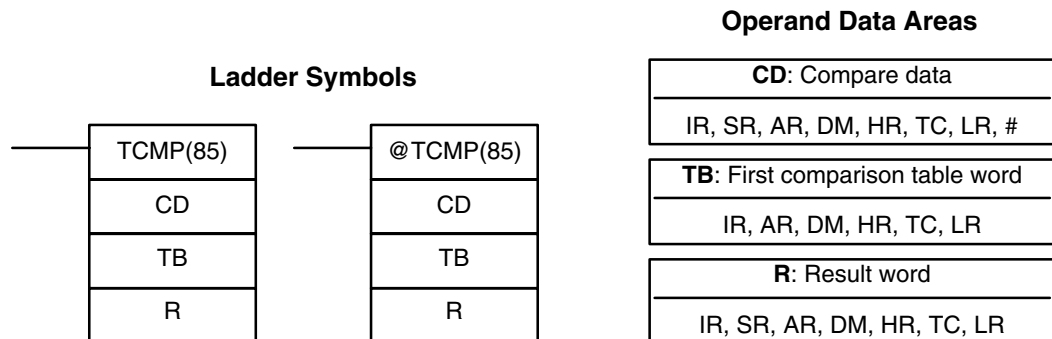 Ladder Symbols
TCMP(85)
CD
TB
R
@TCMP(85)
CD
TB
R
Operand Data Areas
CD: Compare data
IR, SR, AR, DM, HR, TC, LR, #
TB: First comparison table word
IR, AR, DM, HR, TC, LR
R: Result word
IR, SR, AR, DM, HR, TC, LR